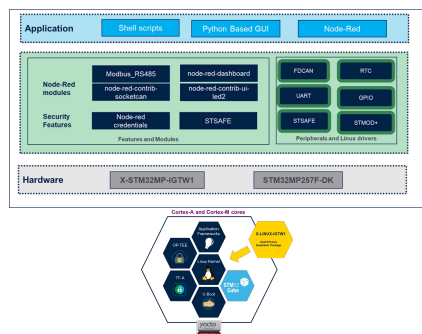 Application
Shell scripts
Python Based GUI
Node-Red
Node-Red
modules
Modbus_RS485
node-red-dashboard
node-red-contrib-
socketcan
node-red-contrib-ui-
led2
Security
Features
Node-red
credentials
STSAFE
Features and Modules
FDCAN
RTC
UART
GPIO
STSAFE
STMOD+
Peripherals and Linux drivers
Hardware
X-STM32MP-IGTW1
STM32MP257F-DK
Cortex-A and Cortex-M cores
Application
Frameworks
OP-TEE
Linux Kernel
TF-A
U-Boot
STM32
Cube
X-LINUX-IGTW1
Expansion Package
yocto